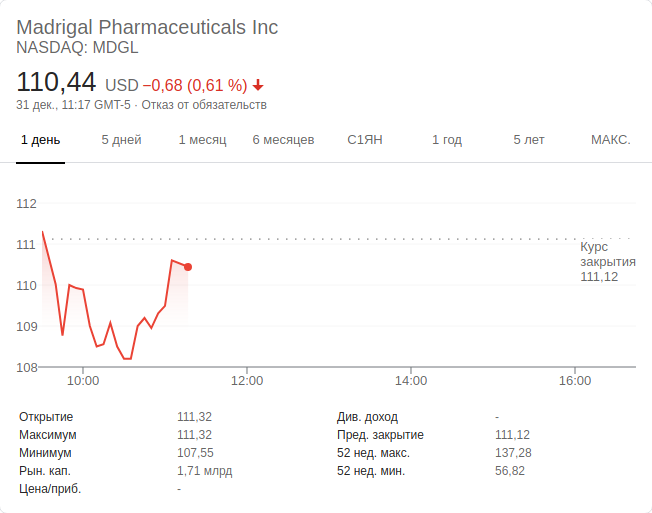 Madrigal Pharmaceuticals Inc
NASDAQ: MDGL
110,44 USD −0,68 (0,61 %)
31 дек., 11:17 GMT-5 · Отказ от обязательств
1 день 5 дней 1 месяц 6 месяцев С1ЯН 1 год 5 лет МАКС.
112
111
110
109
108
Курс
закрытия
111,12
10:00 12:00 14:00 16:00
Открытие 111,32 Див. доход -
Максимум 111,32 Пред. закрытие 111,12
Минимум 107,55 52 нед. макс. 137,28
Рын. кап. 1,71 млрд 52 нед. мин. 56,82
Цена/приб. -